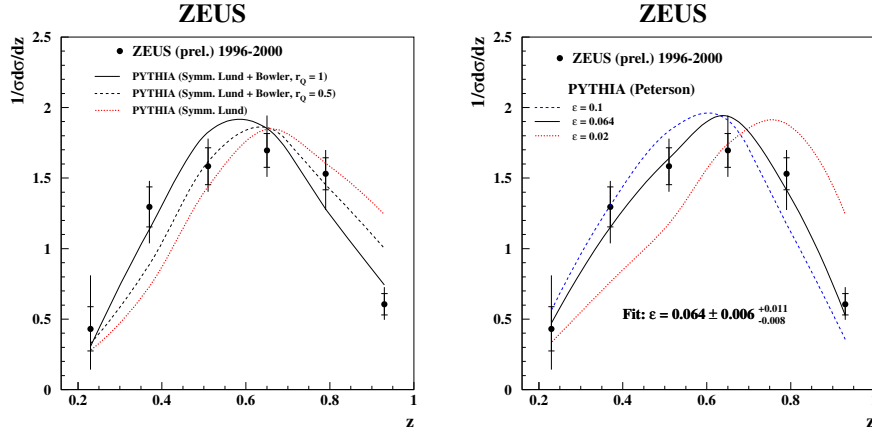 ZEUS
1/σdσ/dz
2.5
2
1.5
1
0.5
0
ZEUS (prel.) 1996-2000
PYTHIA (Symm. Lund + Bowler, rQ = 1)
PYTHIA (Symm. Lund + Bowler, rQ = 0.5)
PYTHIA (Symm. Lund)
0.2 0.4 0.6 0.8 1
z
ZEUS
1/σdσ/dz
2.5
2
1.5
1
0.5
0
ZEUS (prel.) 1996-2000
PYTHIA (Peterson)
ε = 0.1
ε = 0.064
ε = 0.02
Fit: ε = 0.064 ± 0.006 +0.011 -0.008
0.2 0.4 0.6 0.8
z